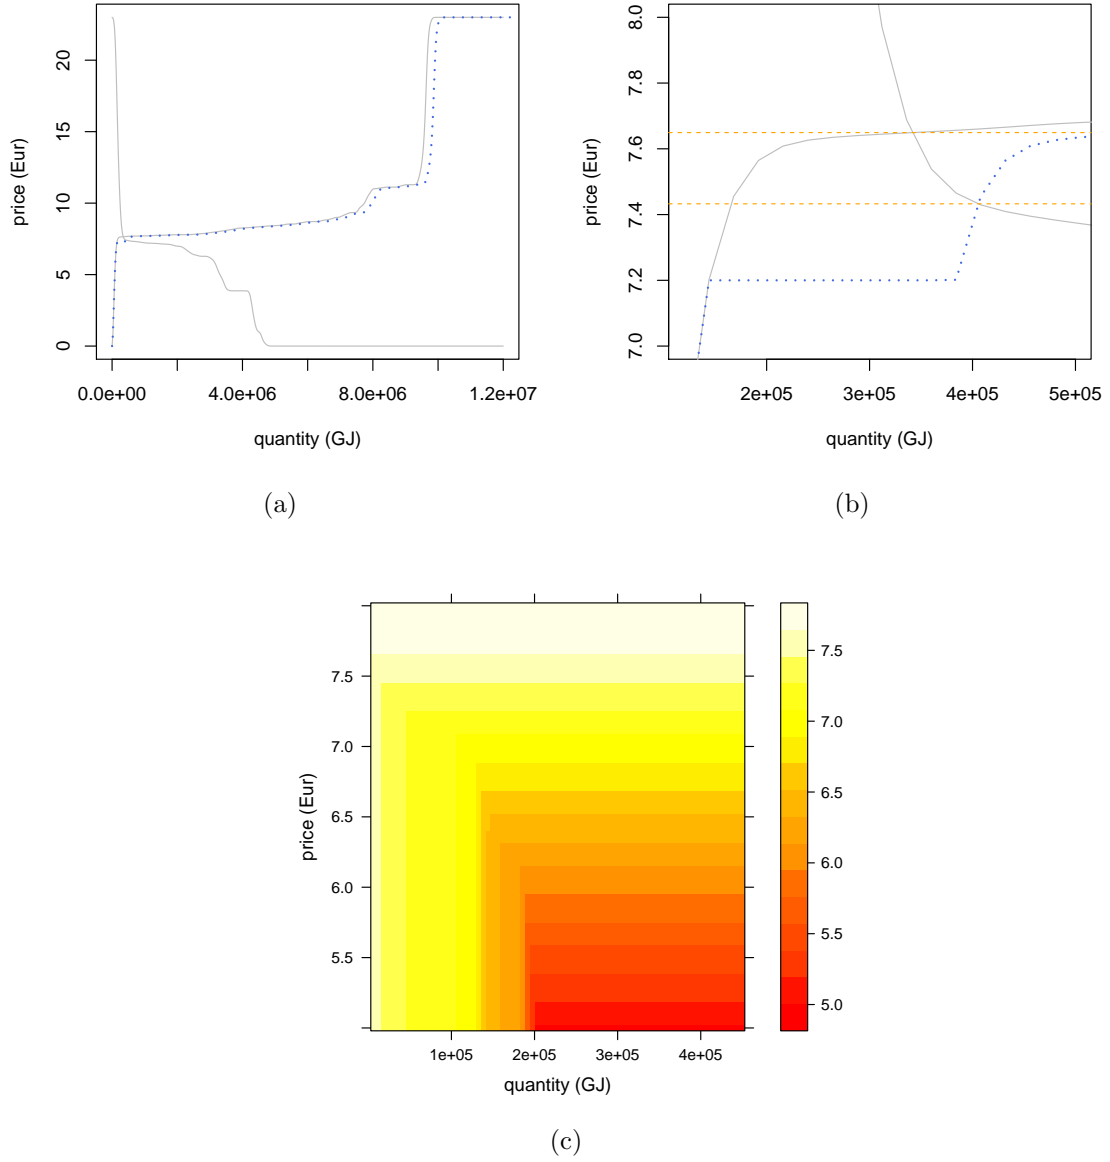 price (Eur)
20
15
10
5
0
0.0e+00 4.0e+06 8.0e+06 1.2e+07
quantity (GJ)
(a)
price (Eur)
8.0
7.8
7.6
7.4
7.2
7.0
2e+05 3e+05 4e+05 5e+05
quantity (GJ)
(b)
price (Eur)
7.5
7.0
6.5
6.0
5.5
1e+05 2e+05 3e+05 4e+05
quantity (GJ)
7.5
7.0
6.5
6.0
5.5
5.0
(c)